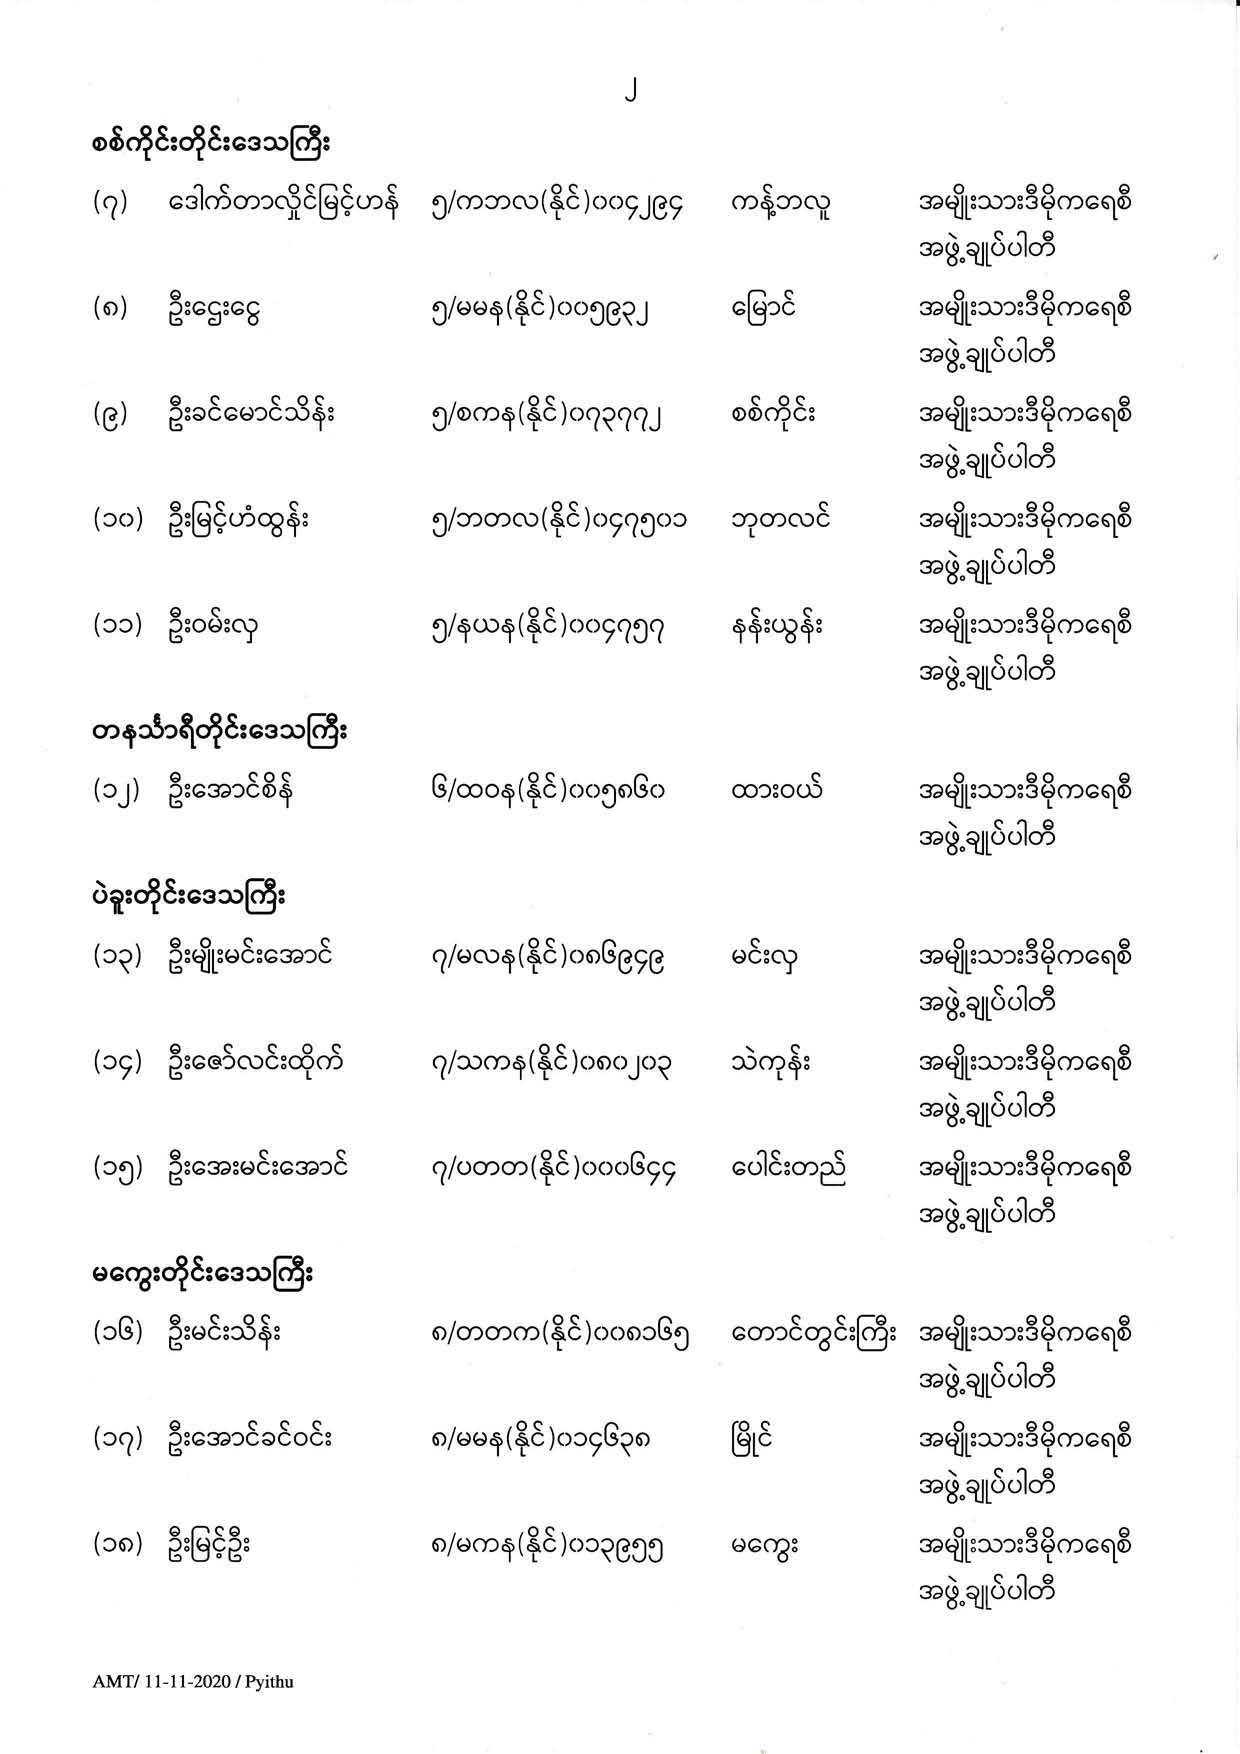 ၂
စစ်ကိုင်းတိုင်းဒေသကြီး
(၇) ဒေါက်တာလှိုင်မြင့်ဟန် ၅/ကဘလ(နိုင်)၀၀၄၂၉၄ ကန့်ဘလူ အမျိုးသားဒီမိုကရေစီ
အဖွဲ့ချုပ်ပါတီ
(၈) ဦးဌေးငွေ ၅/မမန(နိုင်)၀၀၅၉၃၂ မြောင် အမျိုးသားဒီမိုကရေစီ
အဖွဲ့ချုပ်ပါတီ
(၉) ဦးခင်မောင်သိန်း ၅/စကန(နိုင်)၀၇၃၇၇၂ စစ်ကိုင်း အမျိုးသားဒီမိုကရေစီ
အဖွဲ့ချုပ်ပါတီ
(၁၀) ဦးမြင့်ဟံထွန်း ၅/ဘတလ(နိုင်)၀၄၇၅၀၁ ဘုတလင် အမျိုးသားဒီမိုကရေစီ
အဖွဲ့ချုပ်ပါတီ
(၁၁) ဦးဝမ်းလှ ၅/နယန(နိုင်)၀၀၄၇၅၇ နန်းယွန်း အမျိုးသားဒီမိုကရေစီ
အဖွဲ့ချုပ်ပါတီ
တနင်္သာရီတိုင်းဒေသကြီး
(၁၂) ဦးအောင်စိန် ၆/ထဝန(နိုင်)၀၀၅၈၆၀ ထားဝယ် အမျိုးသားဒီမိုကရေစီ
အဖွဲ့ချုပ်ပါတီ
ပဲခူးတိုင်းဒေသကြီး
(၁၃) ဦးမျိုးမင်းအောင် ၇/မလန(နိုင်)၀၈၆၉၄၉ မင်းလှ အမျိုးသားဒီမိုကရေစီ
အဖွဲ့ချုပ်ပါတီ
(၁၄) ဦးဇော်လင်းထိုက် ၇/သကန(နိုင်)၀၈၀၂၀၃ သဲကုန်း အမျိုးသားဒီမိုကရေစီ
အဖွဲ့ချုပ်ပါတီ
(၁၅) ဦးအေးမင်းအောင် ၇/ပတတ(နိုင်)၀၀၀၆၄၄ ပေါင်းတည် အမျိုးသားဒီမိုကရေစီ
အဖွဲ့ချုပ်ပါတီ
မကွေးတိုင်းဒေသကြီး
(၁၆) ဦးမင်းသိန်း ၈/တတက(နိုင်)၀၀၈၁၆၅ တောင်တွင်းကြီး အမျိုးသားဒီမိုကရေစီ
အဖွဲ့ချုပ်ပါတီ
(၁၇) ဦးအောင်ခင်ဝင်း ၈/မမန(နိုင်)၀၁၄၆၃၈ မြိုင် အမျိုးသားဒီမိုကရေစီ
အဖွဲ့ချုပ်ပါတီ
(၁၈) ဦးမြင့်ဦး ၈/မကန(နိုင်)၀၁၃၉၅၅ မကွေး အမျိုးသားဒီမိုကရေစီ
အဖွဲ့ချုပ်ပါတီ
AMT/ 11-11-2020 / Pyithu